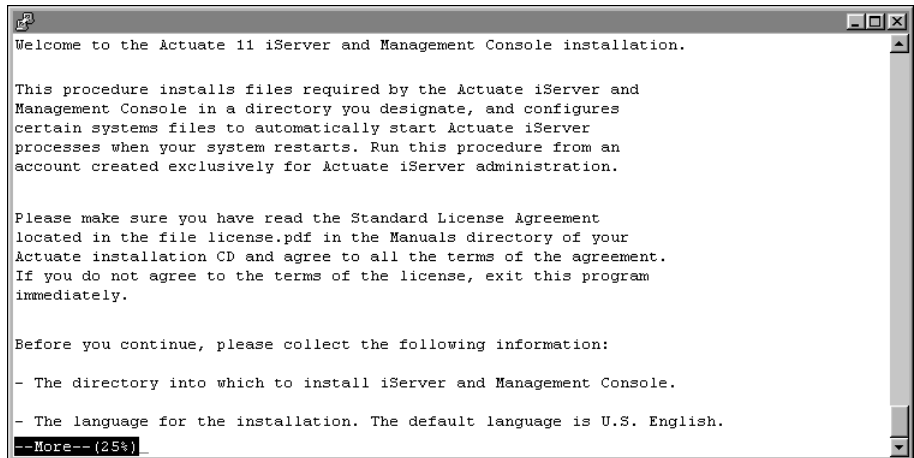 Welcome to the Actuate 11 iServer and Management Console installation.
This procedure installs files required by the Actuate iServer and
Management Console in a directory you designate, and configures
certain systems files to automatically start Actuate iServer
processes when your system restarts. Run this procedure from an
account created exclusively for Actuate iServer administration.
Please make sure you have read the Standard License Agreement
located in the file license.pdf in the Manuals directory of your
Actuate installation CD and agree to all the terms of the agreement.
If you do not agree to the terms of the license, exit this program
immediately.
Before you continue, please collect the following information:
- The directory into which to install iServer and Management Console.
- The language for the installation. The default language is U.S. English.
--More--(25%)_